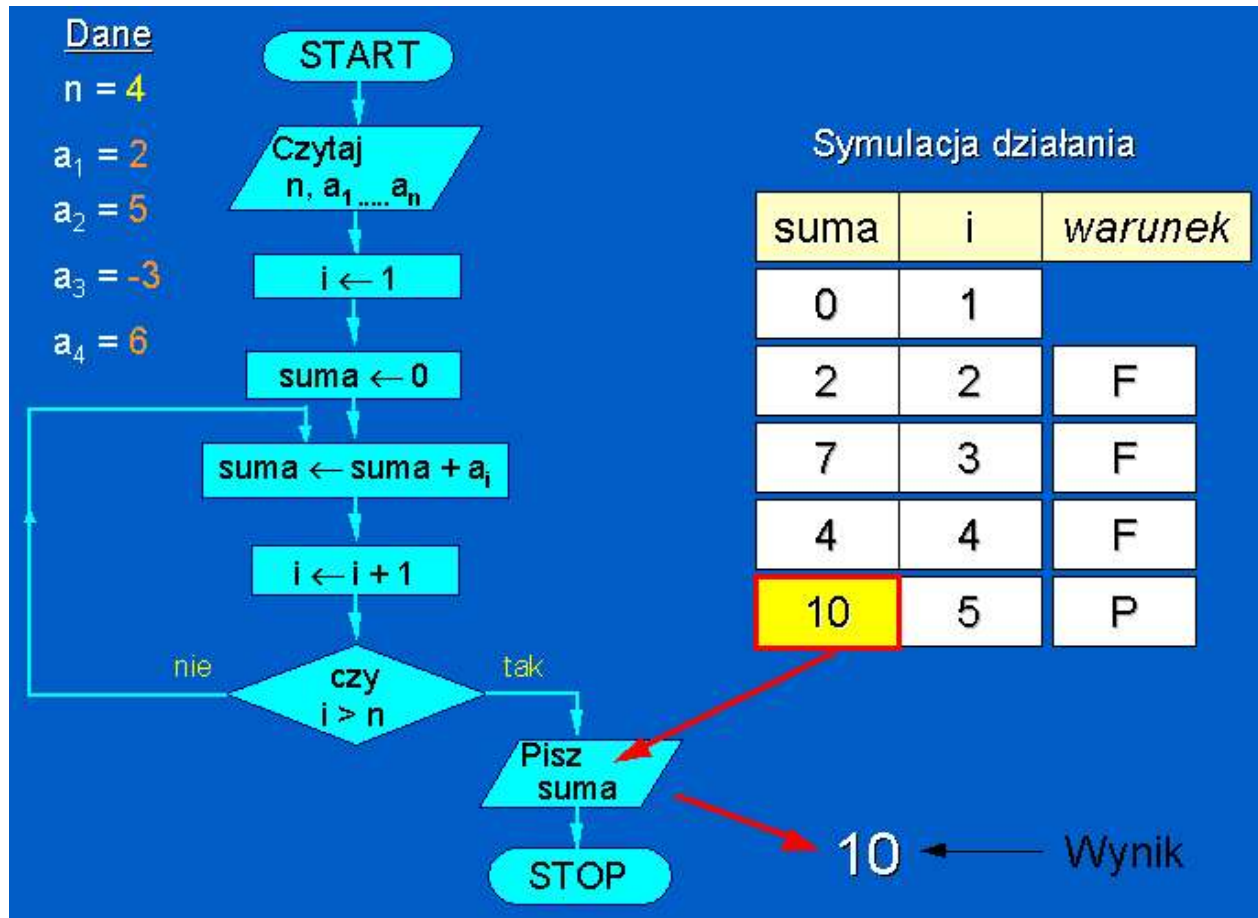 Dane
n = 4
a₁ = 2
a₂ = 5
a₃ = -3
a₄ = 6
START
Czytaj
n, a₁.....aₙ
i ← 1
suma ← 0
suma ← suma + aᵢ
i ← i + 1
nie
czy
i > n
tak
Pisz
suma
STOP
Symulacja działania
suma i warunek
0 1
2 2 F
7 3 F
4 4 F
10 5 P
10 Wynik